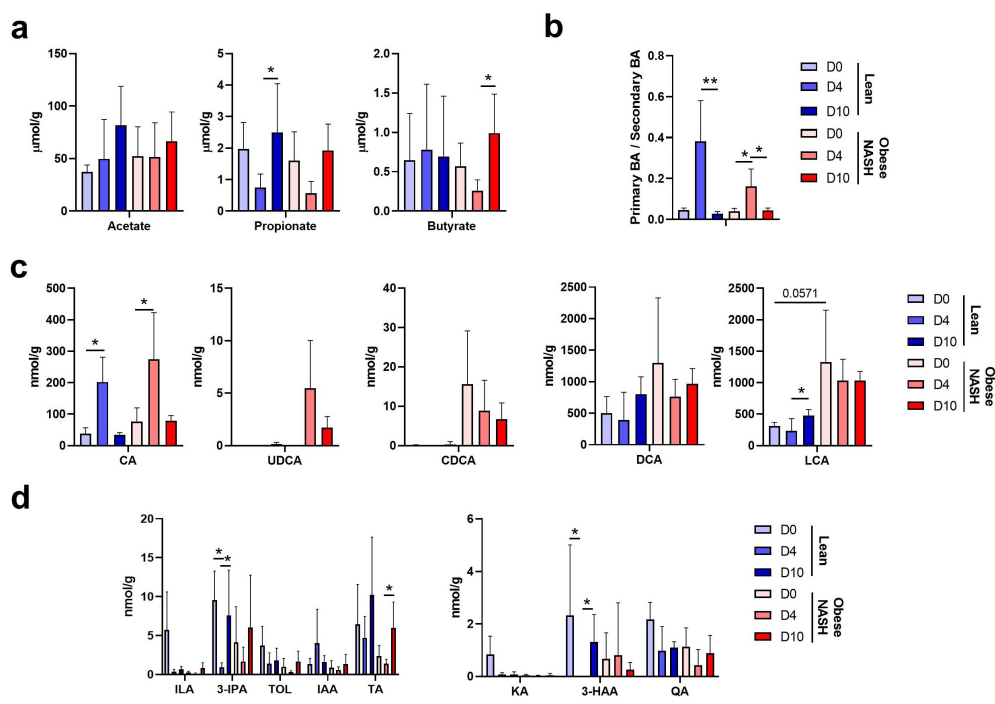 a
150
100
50
0
μmol/g
Acetate
5
4
3
2
1
0
μmol/g
*
Propionate
2.0
1.5
1.0
0.5
0.0
μmol/g
*
Butyrate
b
0.8
0.6
0.4
0.2
0.0
Primary BA / Secondary BA
**
*
*
D0
D4
D10
Lean
D0
D4
D10
Obese
NASH
c
500
400
300
200
100
0
nmol/g
*
*
CA
15
10
5
0
nmol/g
UDCA
40
30
20
10
0
nmol/g
CDCA
2500
2000
1500
1000
500
0
nmol/g
DCA
2500
2000
1500
1000
500
0
nmol/g
0.0571
*
LCA
D0
D4
D10
Lean
D0
D4
D10
Obese
NASH
d
20
15
10
5
0
nmol/g
*
*
*
ILA
3-IPA
TOL
IAA
TA
6
4
2
0
nmol/g
*
*
KA
3-HAA
QA
D0
D4
D10
Lean
D0
D4
D10
Obese
NASH